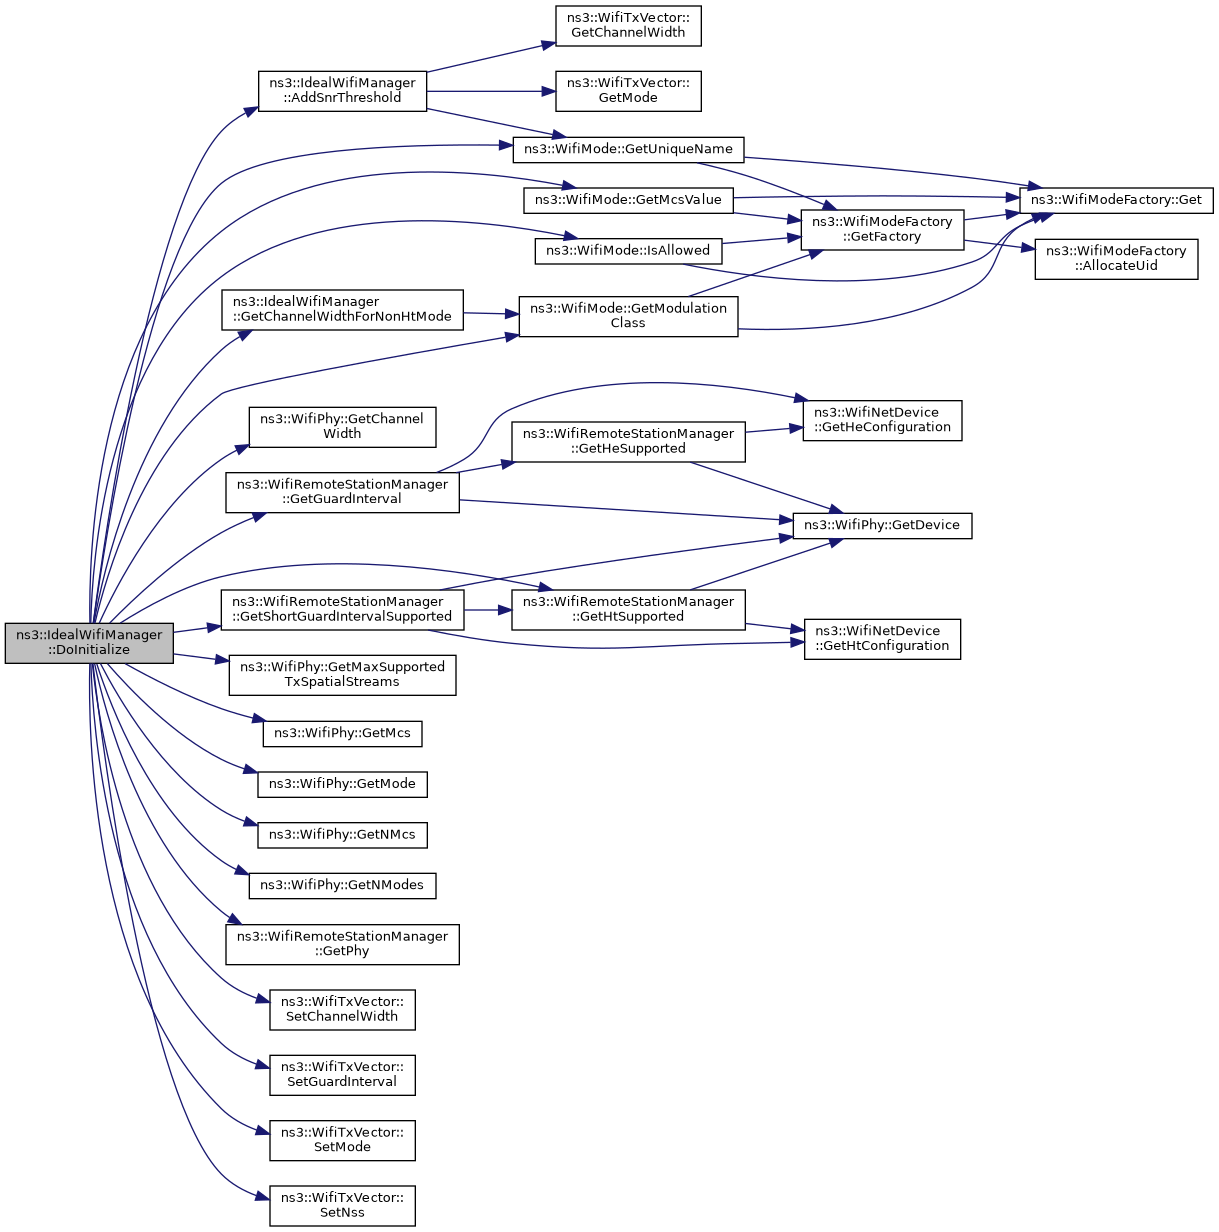 ns3::WifiTxVector::
GetChannelWidth
ns3::IdealWifiManager
::AddSnrThreshold
ns3::WifiTxVector::
GetMode
ns3::WifiMode::GetUniqueName
ns3::WifiMode::GetMcsValue
ns3::WifiModeFactory::Get
ns3::WifiModeFactory
::GetFactory
ns3::WifiMode::IsAllowed
ns3::WifiModeFactory
::AllocateUid
ns3::IdealWifiManager
::GetChannelWidthForNonHtMode
ns3::WifiMode::GetModulation
Class
ns3::WifiPhy::GetChannel
Width
ns3::WifiNetDevice
::GetHeConfiguration
ns3::WifiRemoteStationManager
::GetHeSupported
ns3::WifiRemoteStationManager
::GetGuardInterval
ns3::WifiPhy::GetDevice
ns3::WifiRemoteStationManager
::GetShortGuardIntervalSupported
ns3::WifiRemoteStationManager
::GetHtSupported
ns3::IdealWifiManager
::DoInitialize
ns3::WifiNetDevice
::GetHtConfiguration
ns3::WifiPhy::GetMaxSupported
TxSpatialStreams
ns3::WifiPhy::GetMcs
ns3::WifiPhy::GetMode
ns3::WifiPhy::GetNMcs
ns3::WifiPhy::GetNModes
ns3::WifiRemoteStationManager
::GetPhy
ns3::WifiTxVector::
SetChannelWidth
ns3::WifiTxVector::
SetGuardInterval
ns3::WifiTxVector::
SetMode
ns3::WifiTxVector::
SetNss